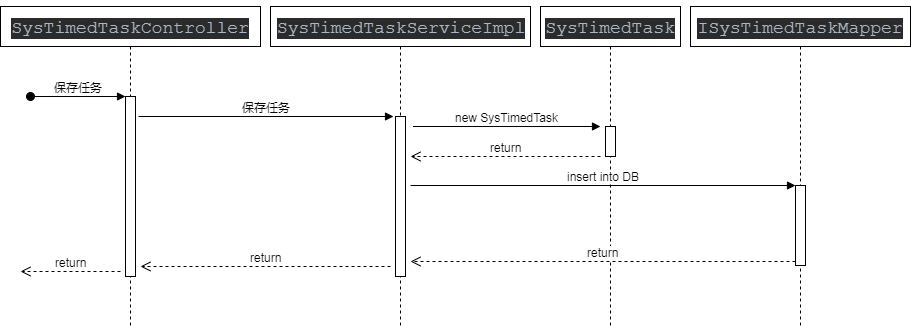 SysTimedTaskController
SysTimedTaskServiceImpl
SysTimedTask
ISysTimedTaskMapper
保存任务
保存任务
new SysTimedTask
return
insert into DB
return
return
return